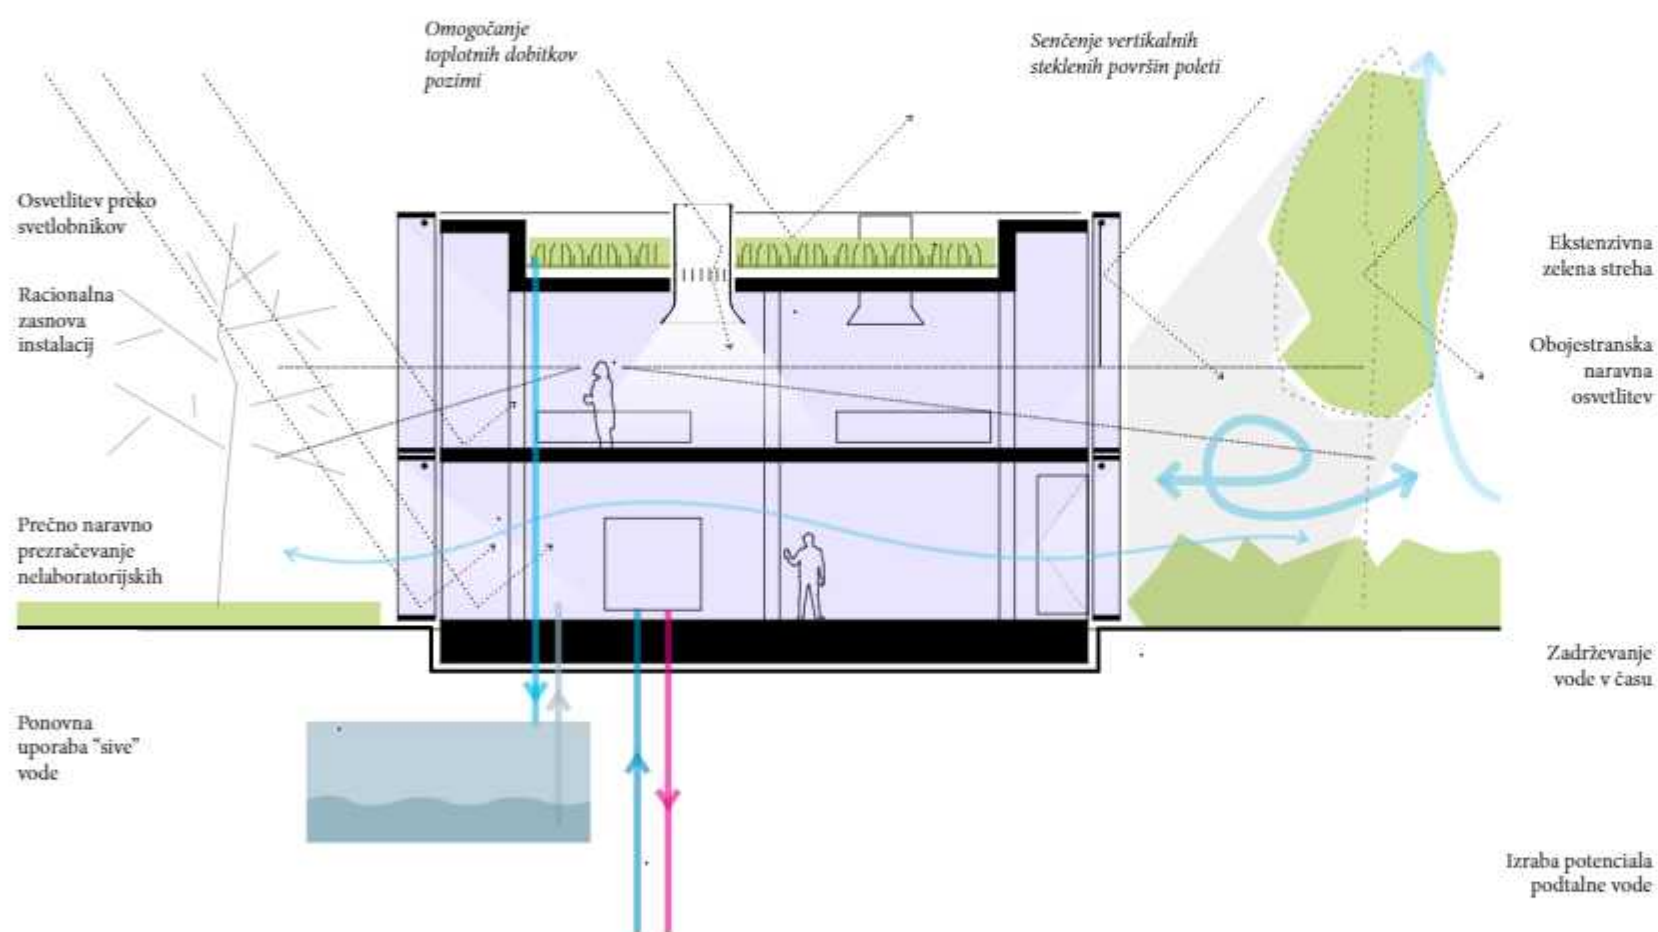 Omogočanje
toplotnih dobitkov
pozimi
Senčenje vertikalnih
steklenih površin poleti
Osvetlitev preko
svetlobnikov
Racionalna
zasnova
instalacij
Prečno naravno
prezračevanje
nelaboratorijskih
Ponovna
uporaba “sive”
vode
Ekstenzivna
zelena streha
Obojestranska
naravna
osvetlitev
Zadrževanje
vode v času
Izraba potenciala
podtalne vode